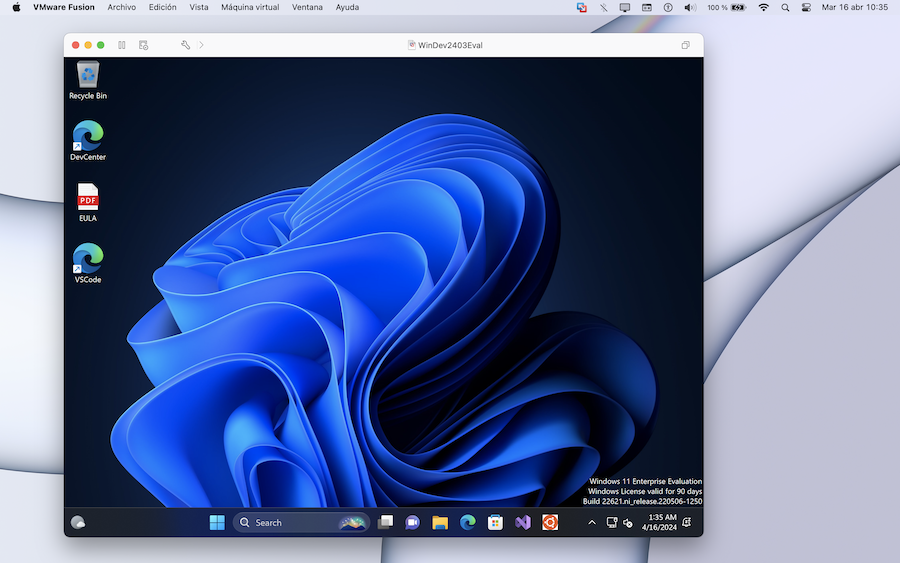 VMware Fusion Archivo Edición Vista Máquina virtual Ventana Ayuda 100 % Mar 16 abr 10:35
WinDev2403Eval
Recycle Bin
DevCenter
PDF
EULA
VSCode
Windows 11 Enterprise Evaluation
Windows License valid for 90 days
Build 22621.ni_release.220506-1250
Search
1:35 AM
4/16/2024